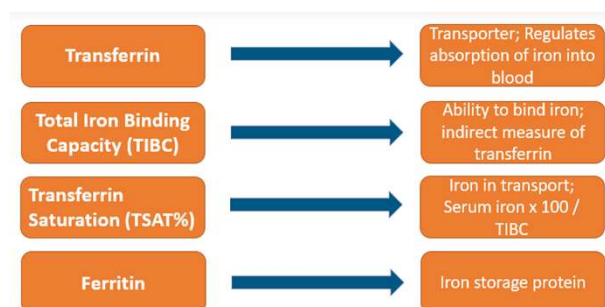 Transferrin
Transporter; Regulates
absorption of iron into
blood
Total Iron Binding
Capacity (TIBC)
Ability to bind iron;
indirect measure of
transferrin
Transferrin
Saturation (TSAT%)
Iron in transport;
Serum iron x 100 /
TIBC
Ferritin
Iron storage protein